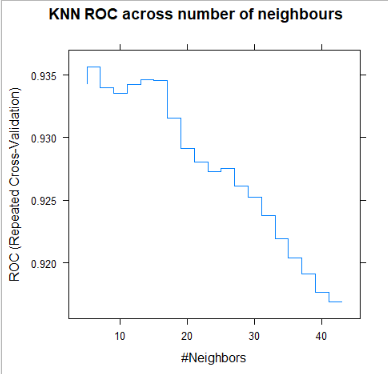 KNN ROC across number of neighbours
ROC (Repeated Cross-Validation)
0.935
0.930
0.925
0.920
10 20 30 40
#Neighbors